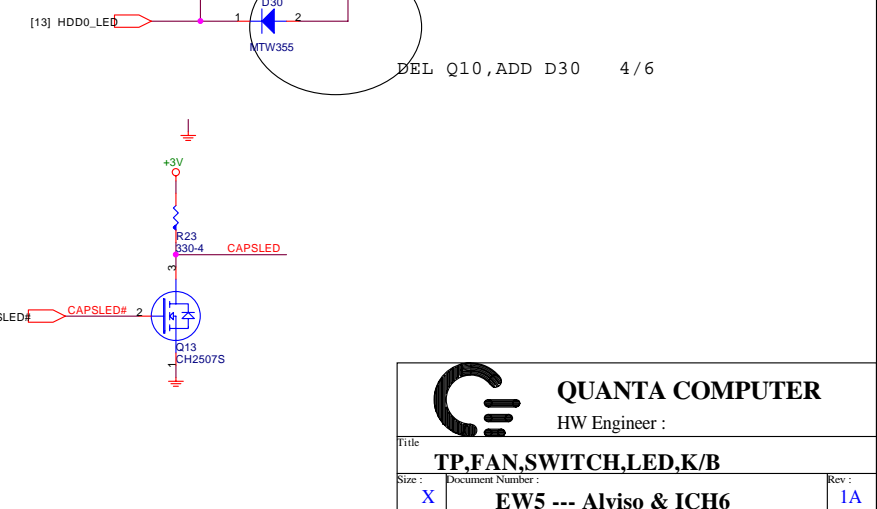 D30
[13] HDD0_LED
1
2
MTW355
DEL Q10,ADD D30 4/6
+3V
R23
330-4
CAPSLED
3
SLED#
CAPSLED#
2
Q13
CH2507S
1
QUANTA COMPUTER
HW Engineer :
Title
TP,FAN,SWITCH,LED,K/B
Size :
Document Number :
Rev :
X
EW5 --- Alviso & ICH6
1A